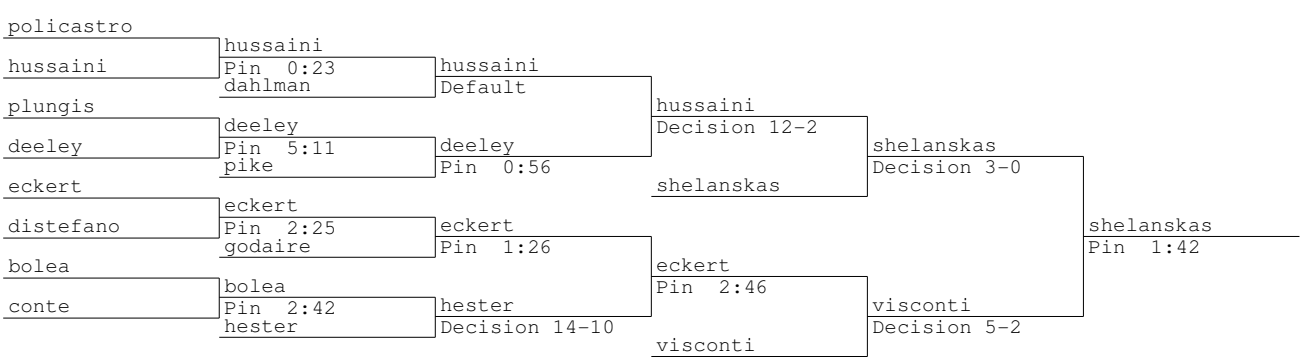 policastro
hussaini
hussaini
Pin 0:23
hussaini
dahlman
Default
plungis
hussaini
deeley
Decision 12-2
deeley
Pin 5:11
deeley
shelanskas
pike
Pin 0:56
Decision 3-0
eckert
shelanskas
eckert
distefano
Pin 2:25
eckert
shelanskas
godaire
Pin 1:26
Pin 1:42
bolea
eckert
bolea
Pin 2:46
conte
Pin 2:42
hester
visconti
hester
Decision 14-10
Decision 5-2
visconti